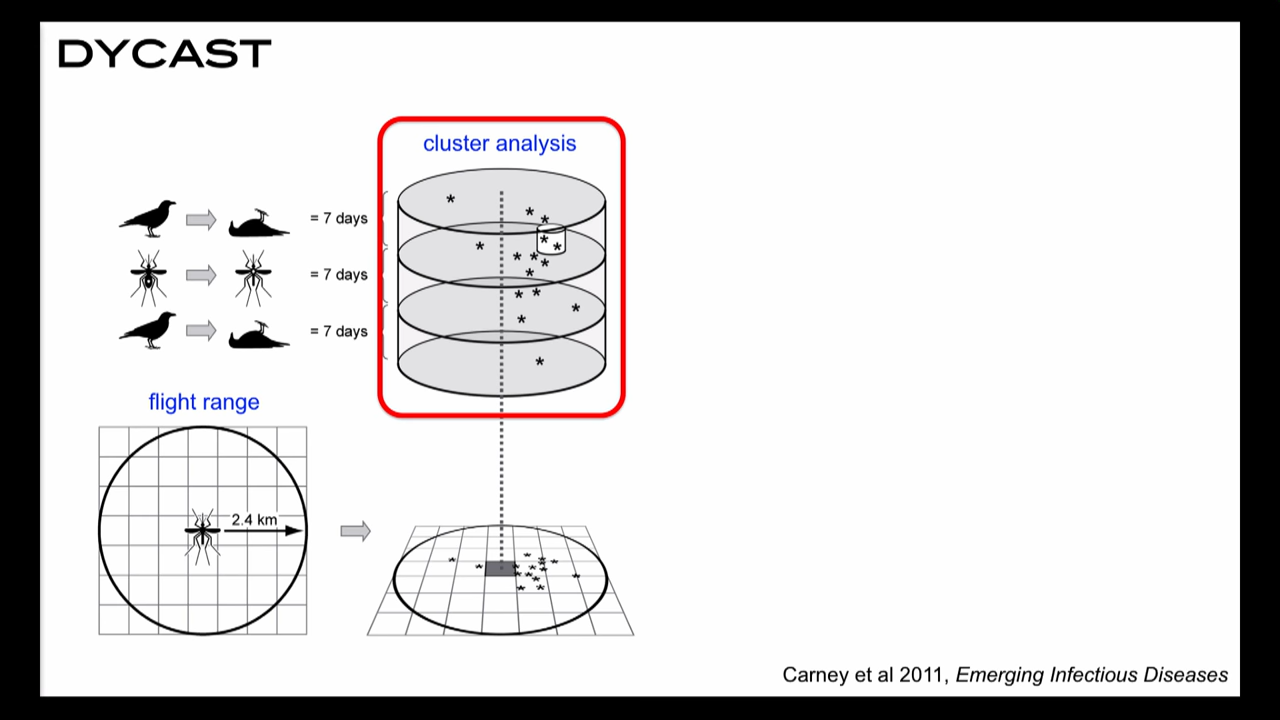 DYCAST
cluster analysis
= 7 days
= 7 days
= 7 days
flight range
2.4 km
Carney et al 2011, Emerging Infectious Diseases